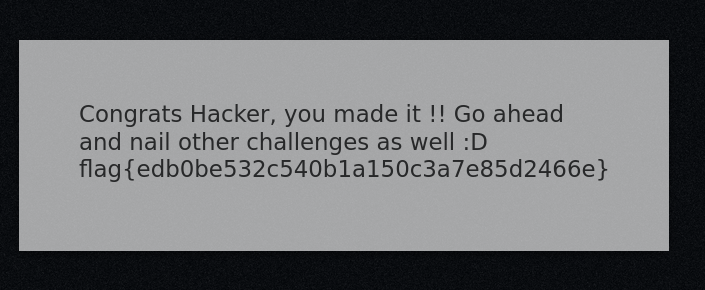 Congrats Hacker, you made it !! Go ahead
and nail other challenges as well :D
flag{edb0be532c540b1a150c3a7e85d2466e}